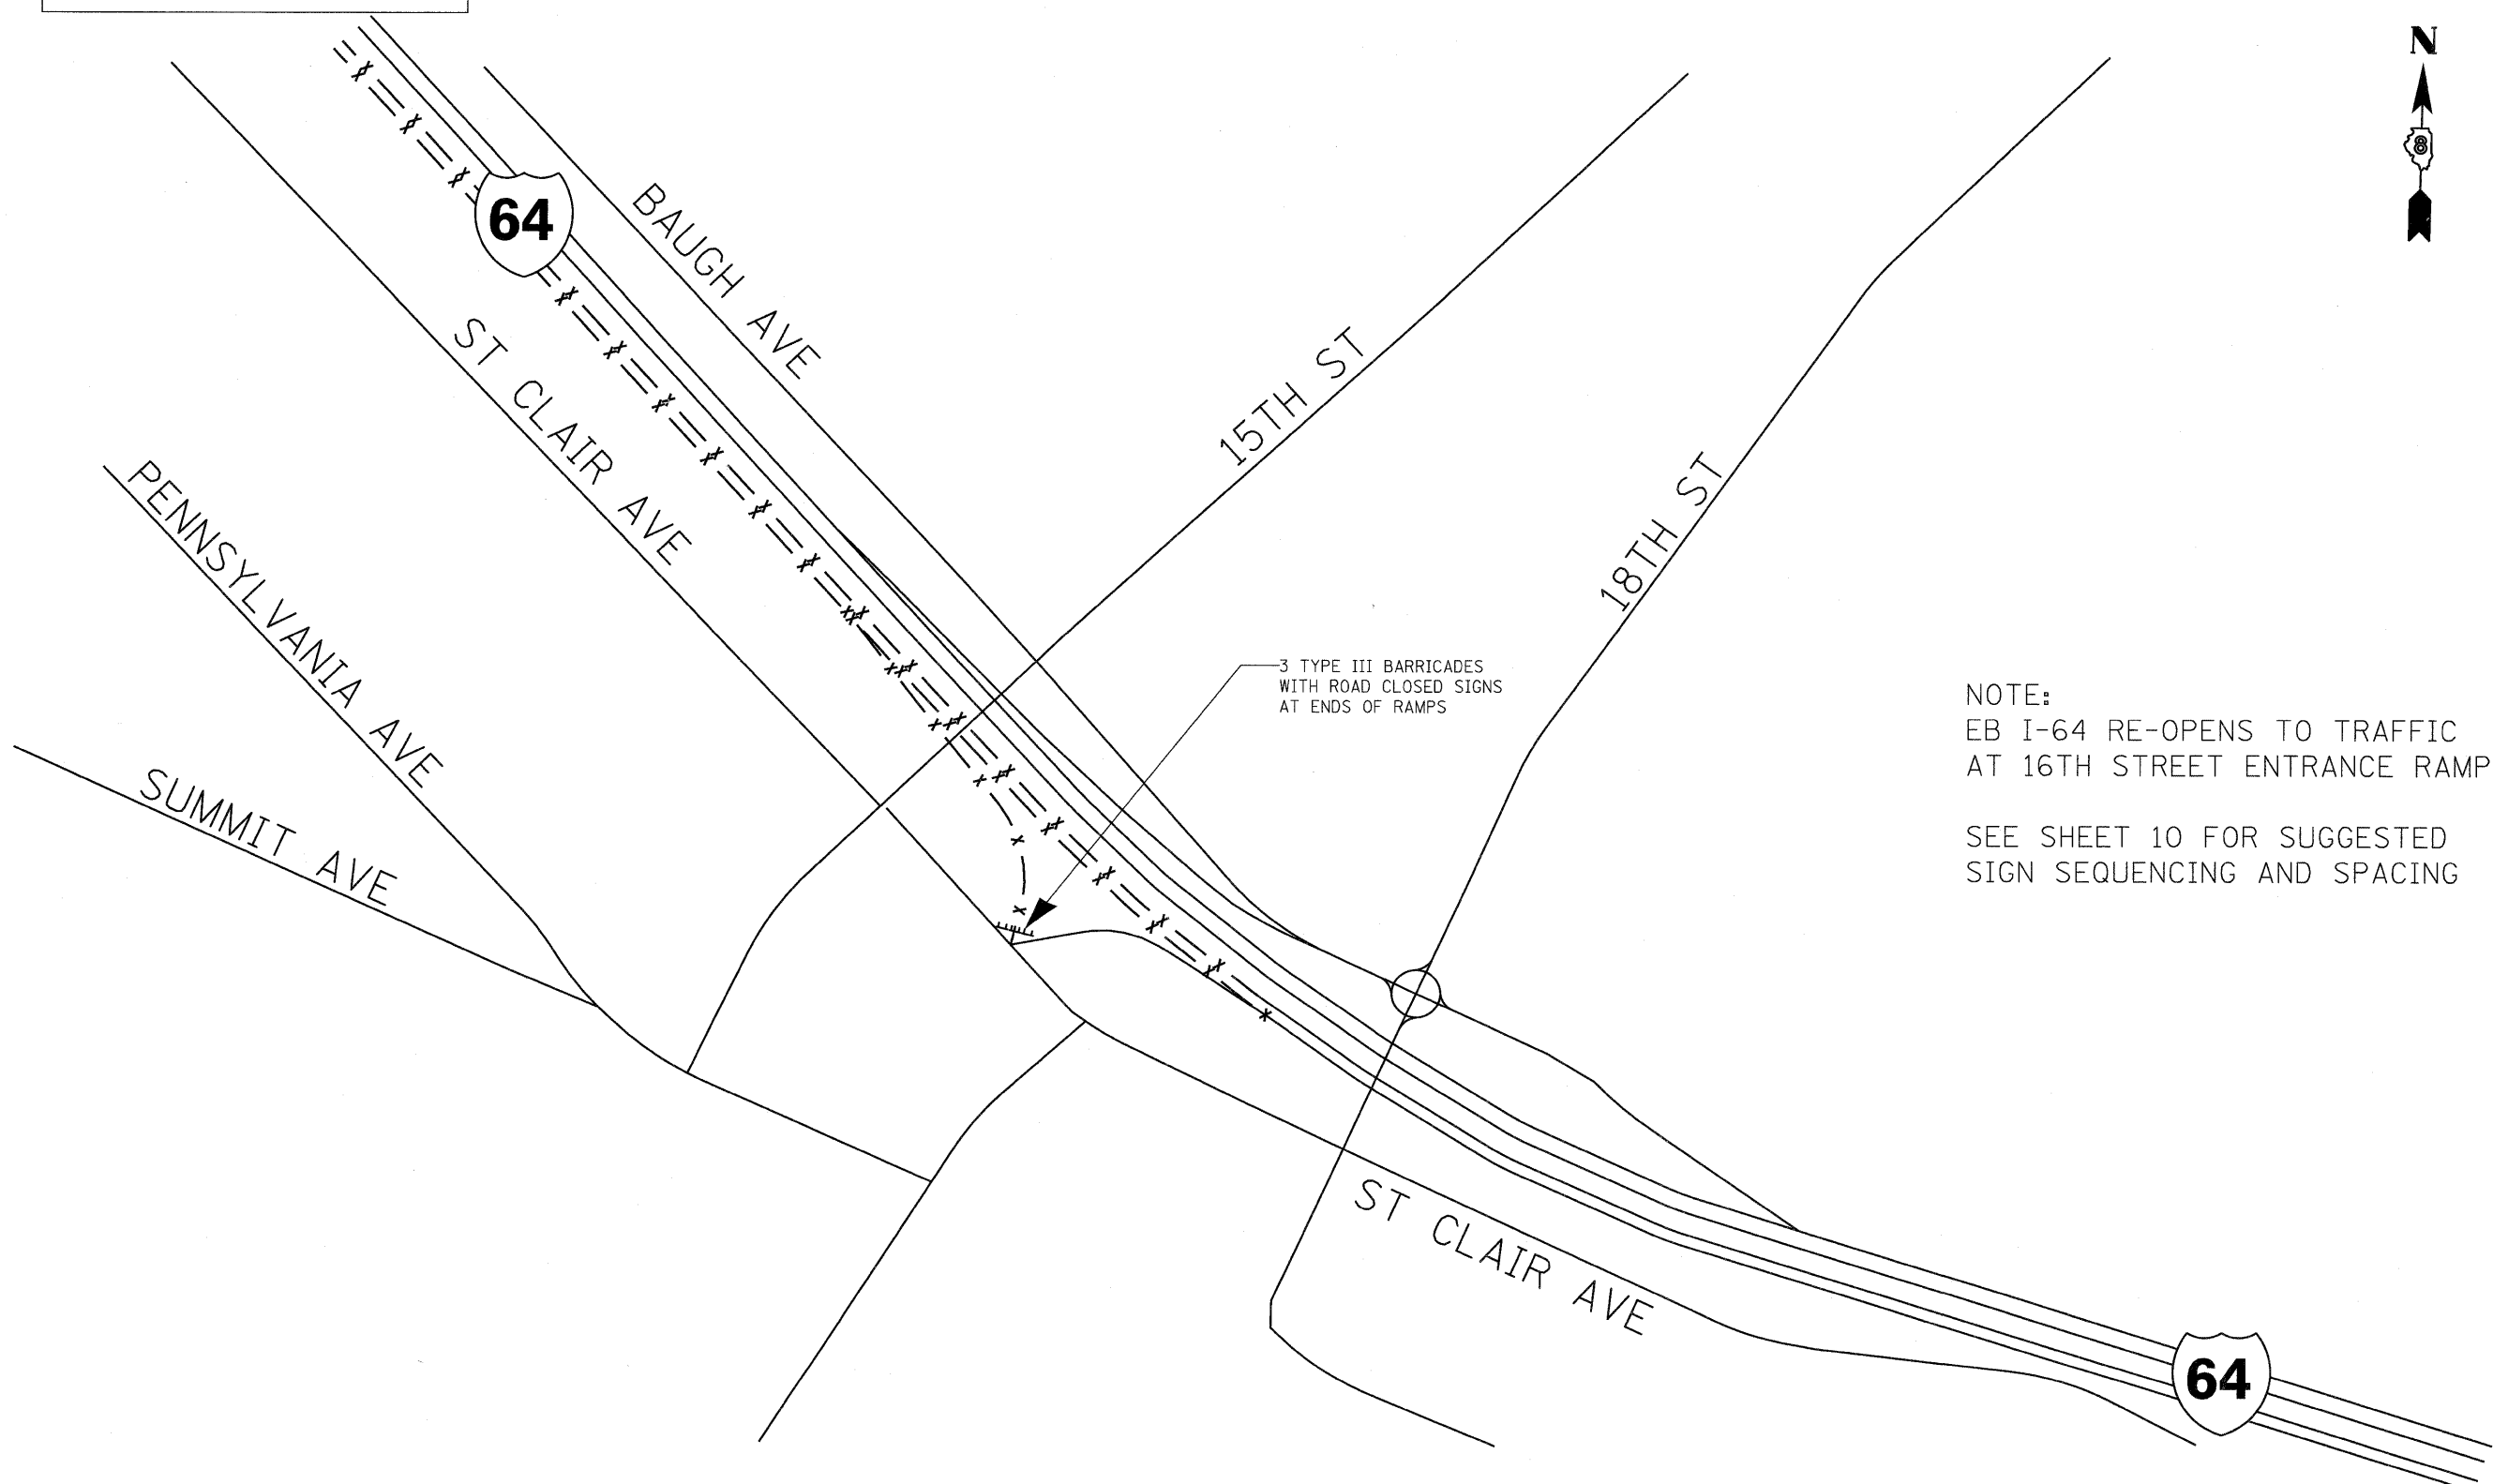 N
8
64
BAUGH AVE
ST CLAIR AVE
15TH ST
18TH ST
PENNSYLVANIA AVE
SUMMIT AVE
3 TYPE III BARRICADES
WITH ROAD CLOSED SIGNS
AT ENDS OF RAMPS
NOTE:
EB I-64 RE-OPENS TO TRAFFIC
AT 16TH STREET ENTRANCE RAMP
SEE SHEET 10 FOR SUGGESTED
SIGN SEQUENCING AND SPACING
ST CLAIR AVE
64